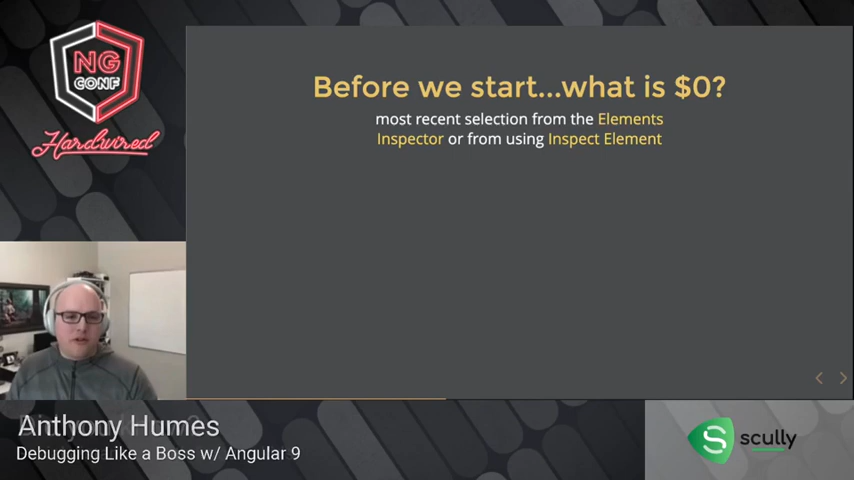 NG
CONF
Hardwired
Before we start...what is $0?
most recent selection from the Elements
Inspector or from using Inspect Element
Anthony Humes
Debugging Like a Boss w/ Angular 9
S
scully